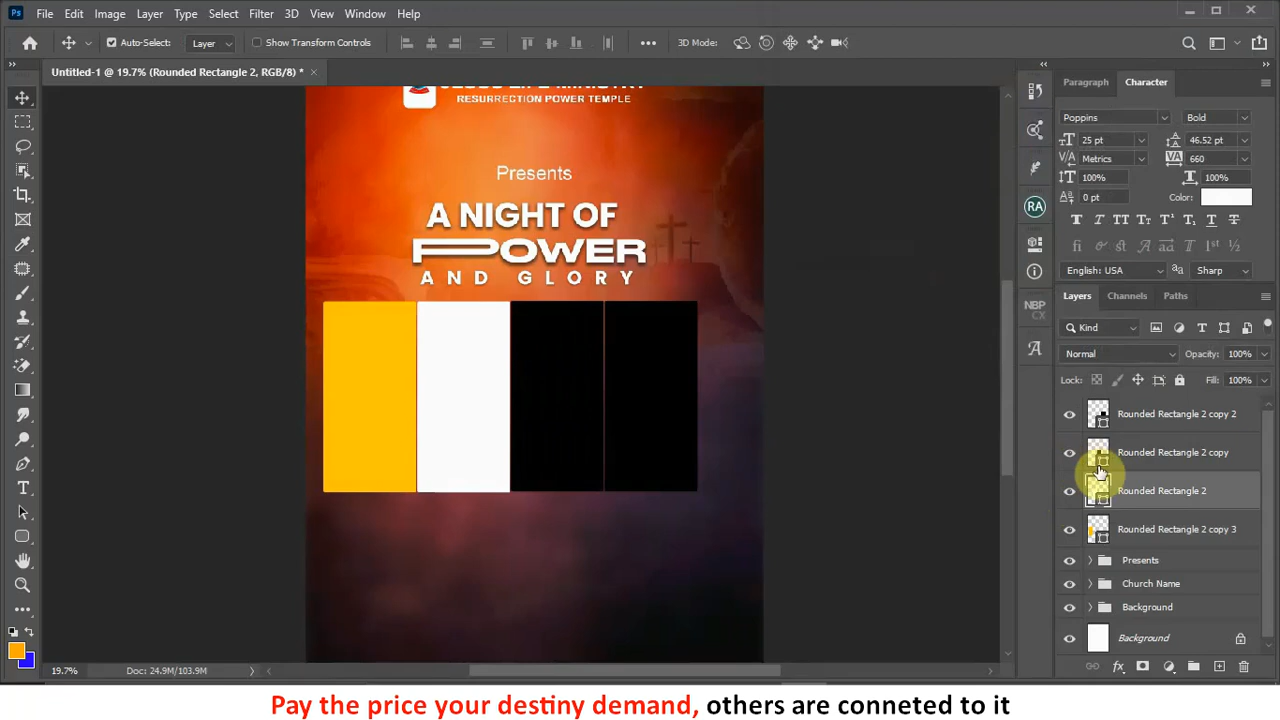 File Edit Image Layer Type Select Filter 3D View Window Help
Auto-Select: Layer Show Transform Controls 3D Mode:
Untitled-1 @ 19.7% (Rounded Rectangle 2, RGB/8) *
RESURRECTION POWER TEMPLE
Presents
A NIGHT OF
POWER
AND GLORY
Paragraph Character
Poppins Bold
25 pt 46.52 pt
Metrics 660
100% 100%
0 pt Color:
English: USA Sharp
Layers Channels Paths
Kind
Normal Opacity: 100%
Lock: Fill: 100%
Rounded Rectangle 2 copy 2
Rounded Rectangle 2 copy
Rounded Rectangle 2
Rounded Rectangle 2 copy 3
Presents
Church Name
Background
Background
RA
NBP
CX
19.7% Doc: 24.9M/103.9M
Pay the price your destiny demand, others are conneted to it